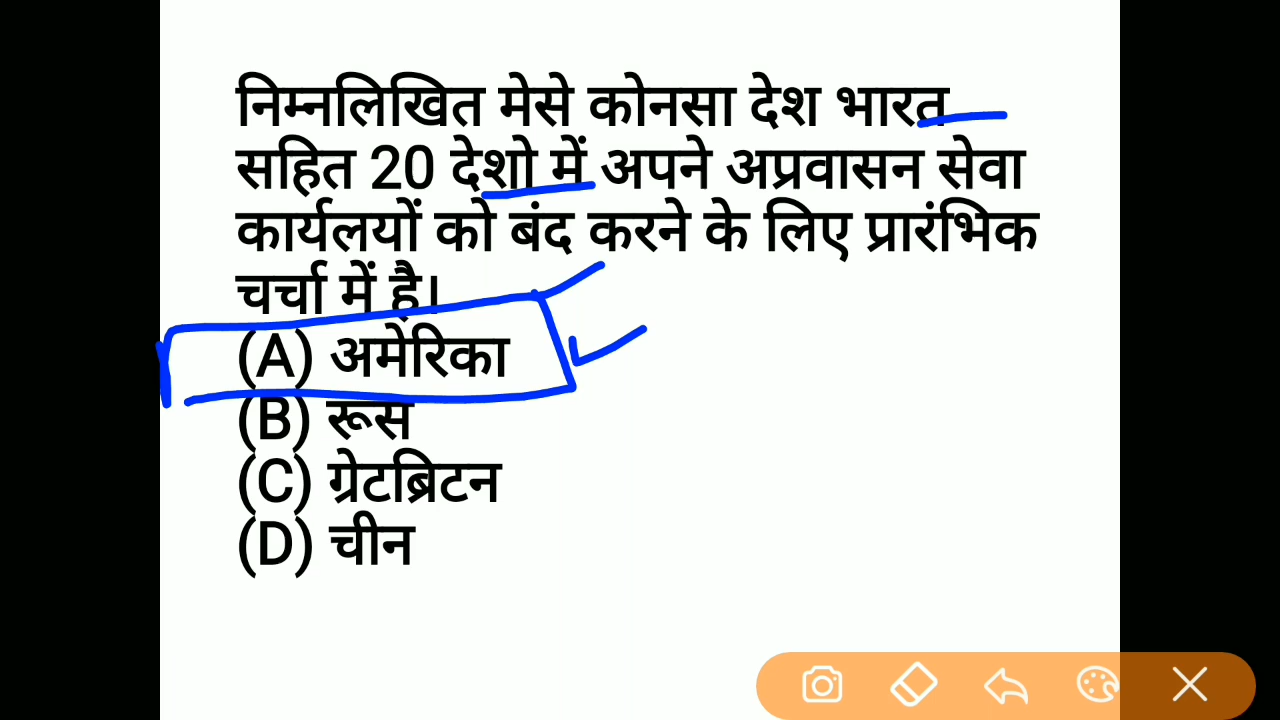 निम्नलिखित मेसे कोनसा देश भारत
सहित 20 देशो में अपने अप्रवासन सेवा
कार्यलयों को बंद करने के लिए प्रारंभिक
चर्चा में है।
(A) अमेरिका
(B) रूस
(C) ग्रेटब्रिटन
(D) चीन